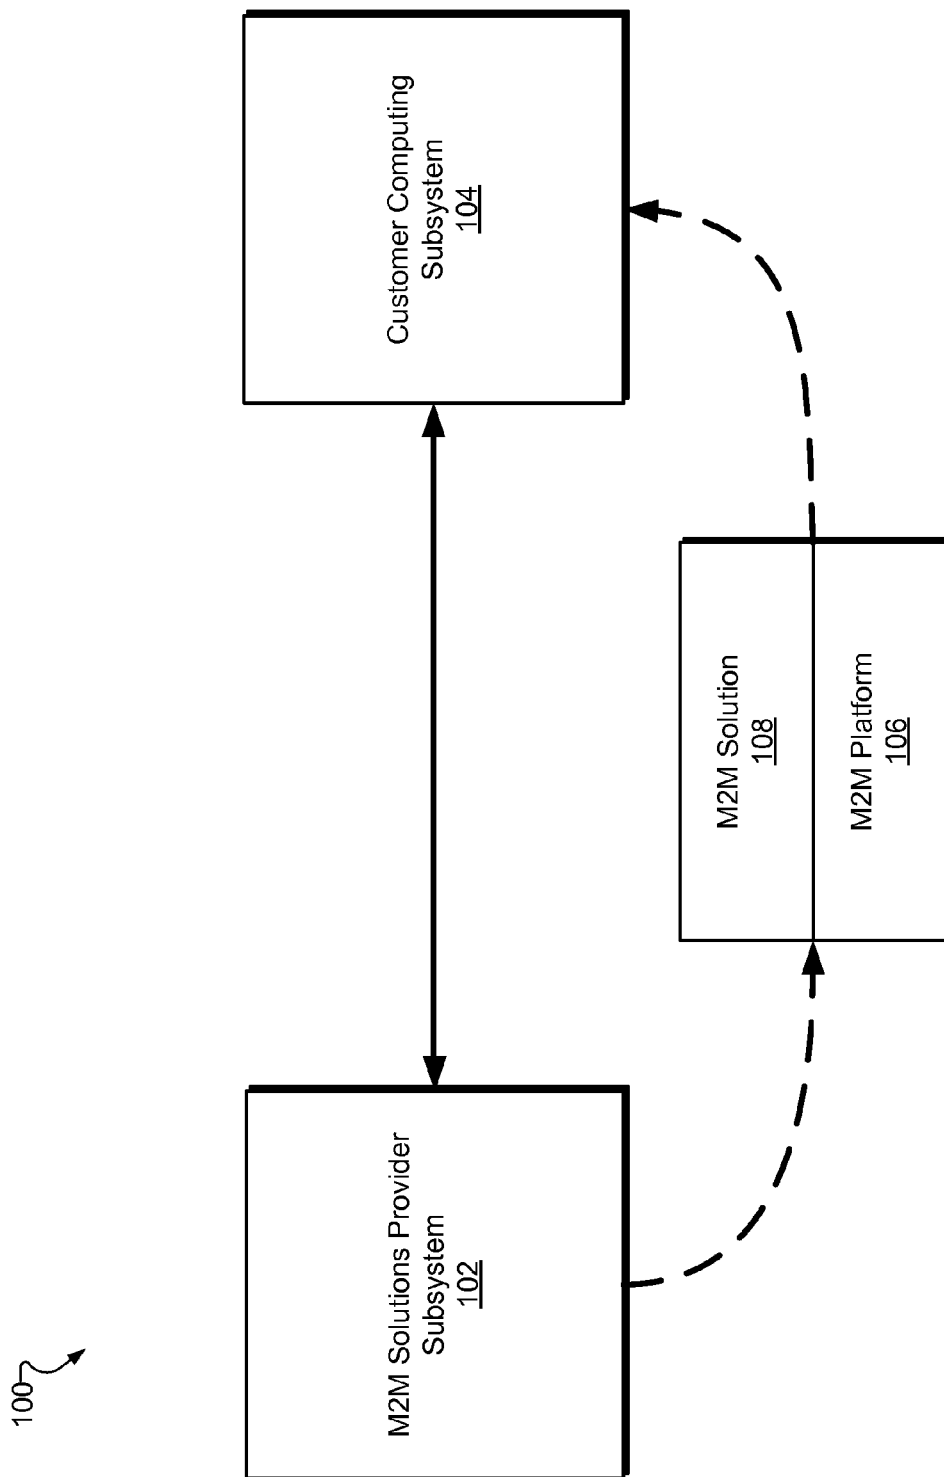 100
M2M Solutions Provider
Subsystem
102
Customer Computing
Subsystem
104
M2M Solution
108
M2M Platform
106